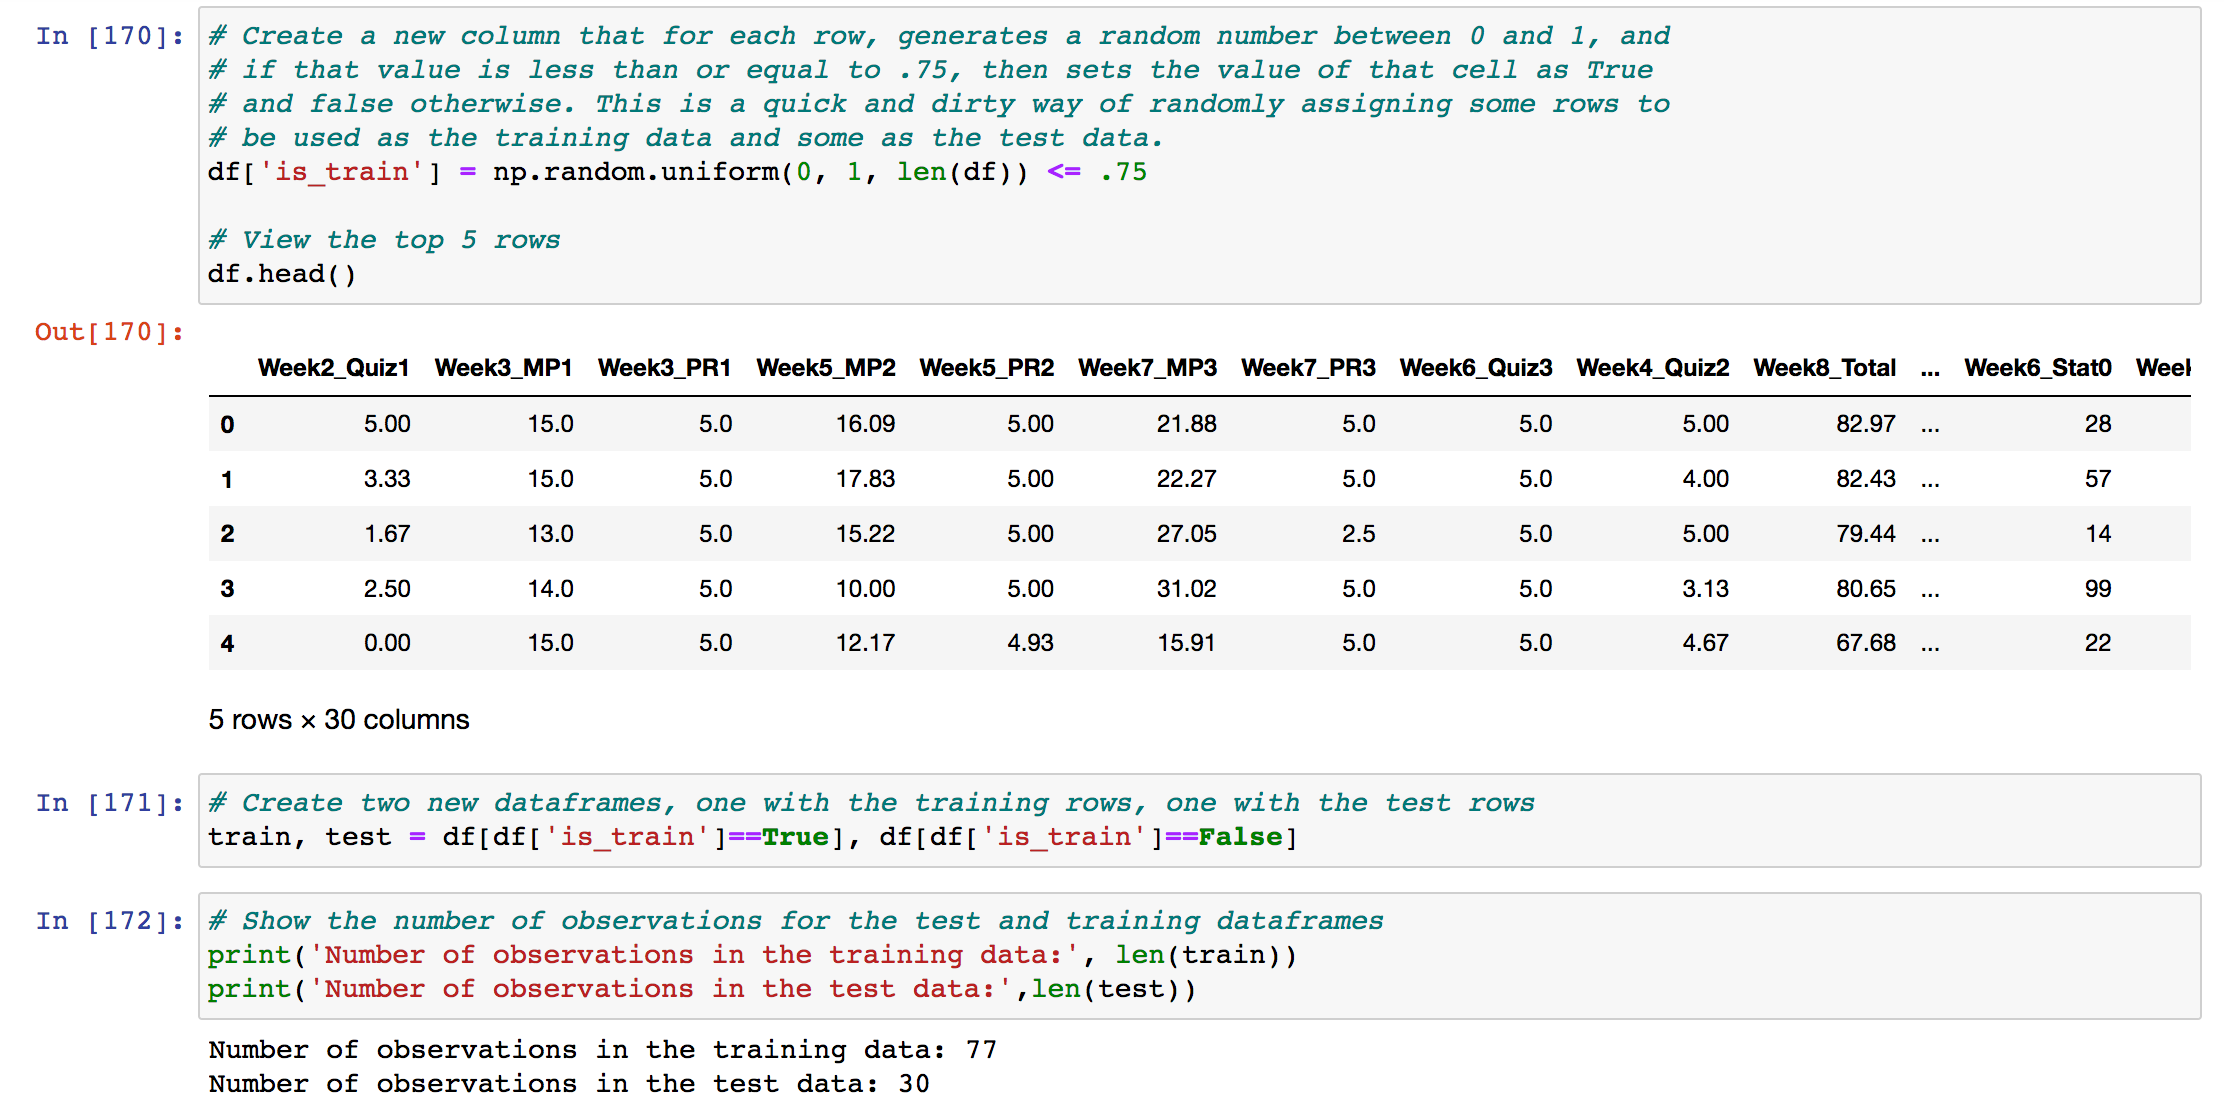 In [170]: # Create a new column that for each row, generates a random number between 0 and 1, and
# if that value is less than or equal to .75, then sets the value of that cell as True
# and false otherwise. This is a quick and dirty way of randomly assigning some rows to
# be used as the training data and some as the test data.
df['is_train'] = np.random.uniform(0, 1, len(df)) <= .75
# View the top 5 rows
df.head()
Out[170]:
Week2_Quiz1 Week3_MP1 Week3_PR1 Week5_MP2 Week5_PR2 Week7_MP3 Week7_PR3 Week6_Quiz3 Week4_Quiz2 Week8_Total ... Week6_Stat0 Week
0 5.00 15.0 5.0 16.09 5.00 21.88 5.0 5.0 5.00 82.97 ... 28
1 3.33 15.0 5.0 17.83 5.00 22.27 5.0 5.0 4.00 82.43 ... 57
2 1.67 13.0 5.0 15.22 5.00 27.05 2.5 5.0 5.00 79.44 ... 14
3 2.50 14.0 5.0 10.00 5.00 31.02 5.0 5.0 3.13 80.65 ... 99
4 0.00 15.0 5.0 12.17 4.93 15.91 5.0 5.0 4.67 67.68 ... 22
5 rows × 30 columns
In [171]: # Create two new dataframes, one with the training rows, one with the test rows
train, test = df[df['is_train']==True], df[df['is_train']==False]
In [172]: # Show the number of observations for the test and training dataframes
print('Number of observations in the training data:', len(train))
print('Number of observations in the test data:',len(test))
Number of observations in the training data: 77
Number of observations in the test data: 30